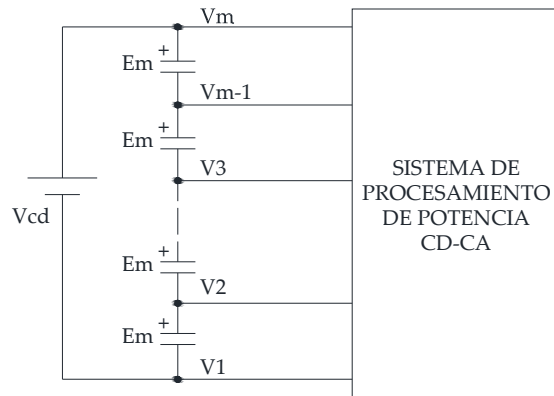 Vm
+
Em
Vm-1
+
Em
V3
SISTEMA DE
PROCESAMIENTO
DE POTENCIA
CD-CA
Vcd
+
Em
V2
+
Em
V1